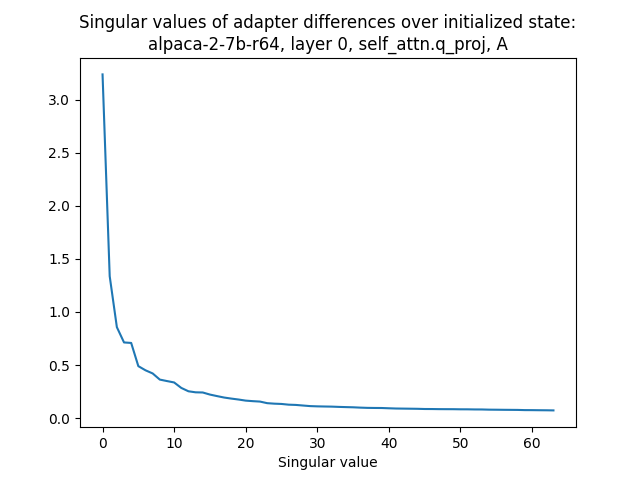 Singular values of adapter differences over initialized state:
alpaca-2-7b-r64, layer 0, self_attn.q_proj, A
3.0
2.5
2.0
1.5
1.0
0.5
0.0
0 10 20 30 40 50 60
Singular value